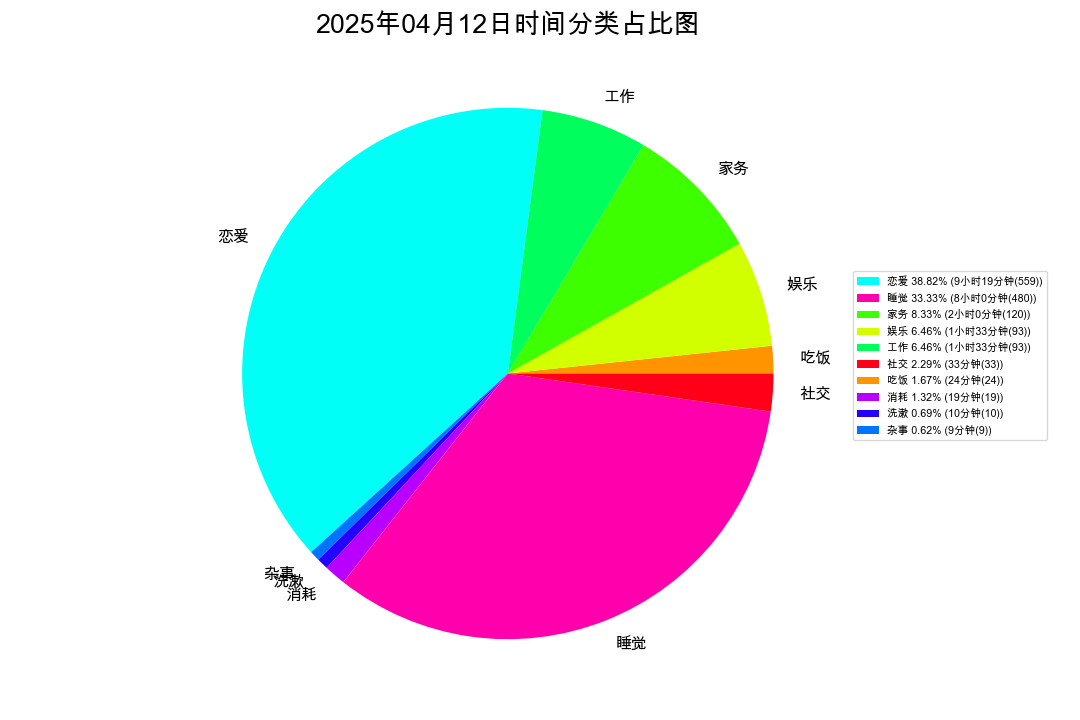 2025年04月12日时间分类占比图
工作
家务
恋爱
娱乐
吃饭
社交
杂事
洗漱
消耗
睡觉
恋爱 38.82% (9小时19分钟(559))
睡觉 33.33% (8小时0分钟(480))
家务 8.33% (2小时0分钟(120))
娱乐 6.46% (1小时33分钟(93))
工作 6.46% (1小时33分钟(93))
社交 2.29% (33分钟(33))
吃饭 1.67% (24分钟(24))
消耗 1.32% (19分钟(19))
洗漱 0.69% (10分钟(10))
杂事 0.62% (9分钟(9))